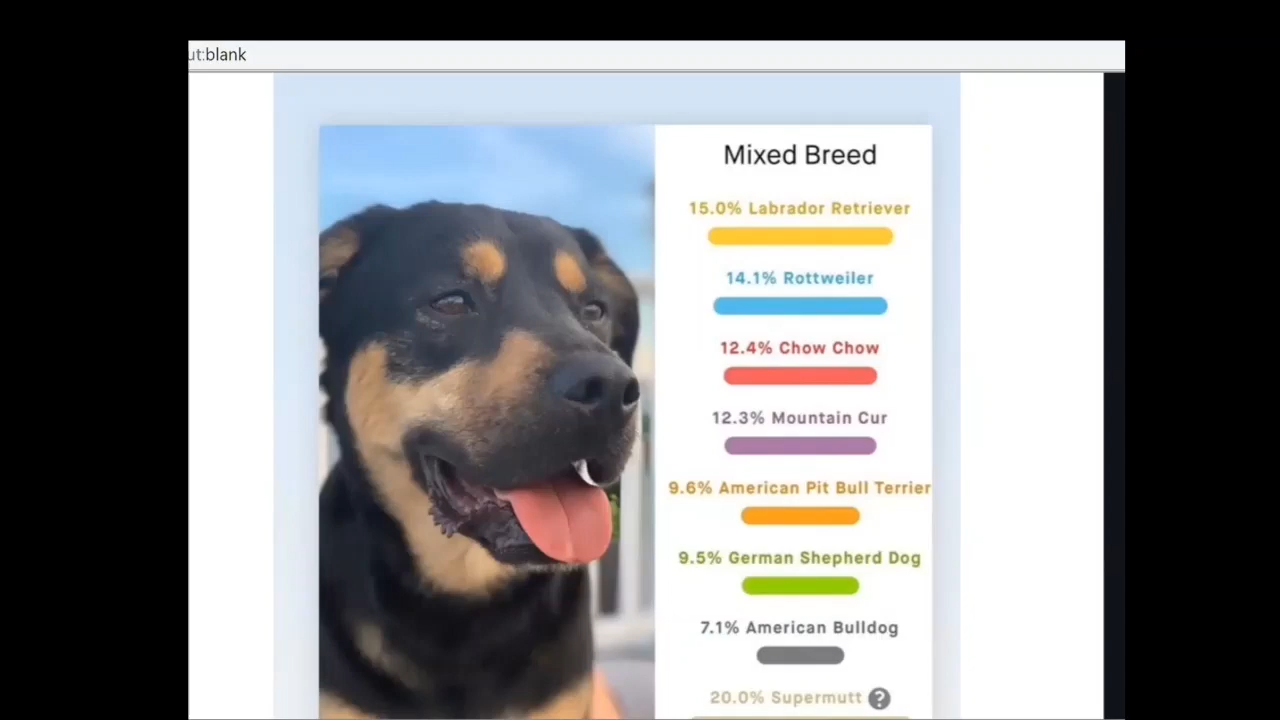 ut:blank
Mixed Breed
15.0% Labrador Retriever
14.1% Rottweiler
12.4% Chow Chow
12.3% Mountain Cur
9.6% American Pit Bull Terrier
9.5% German Shepherd Dog
7.1% American Bulldog
20.0% Supermutt ?